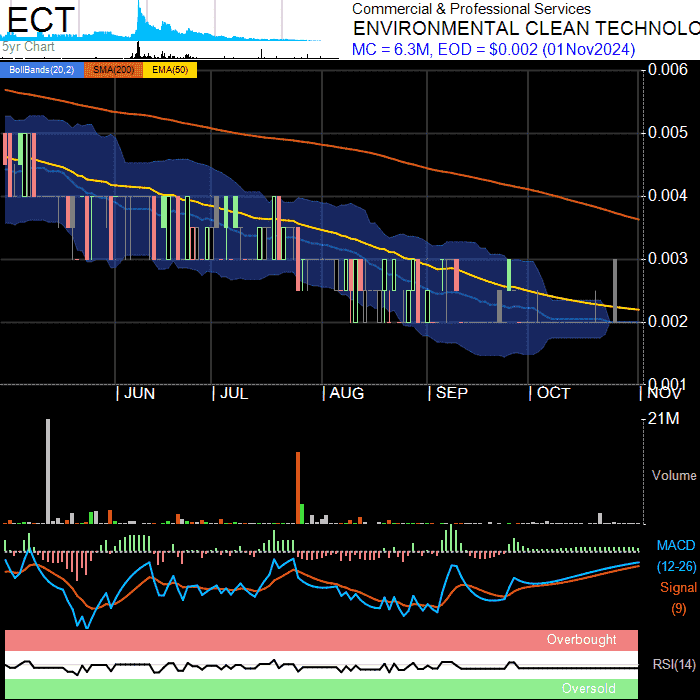 ECT
5yr Chart
Commercial & Professional Services
ENVIRONMENTAL CLEAN TECHNOLO
MC = 6.3M, EOD = $0.002 (01Nov2024)
BollBands(20,2) SMA(200) EMA(50)
0.006
0.005
0.004
0.003
0.002
0.001
JUN JUL AUG SEP OCT NOV
21M
Volume
MACD
(12-26)
Signal
(9)
Overbought
RSI(14)
Oversold